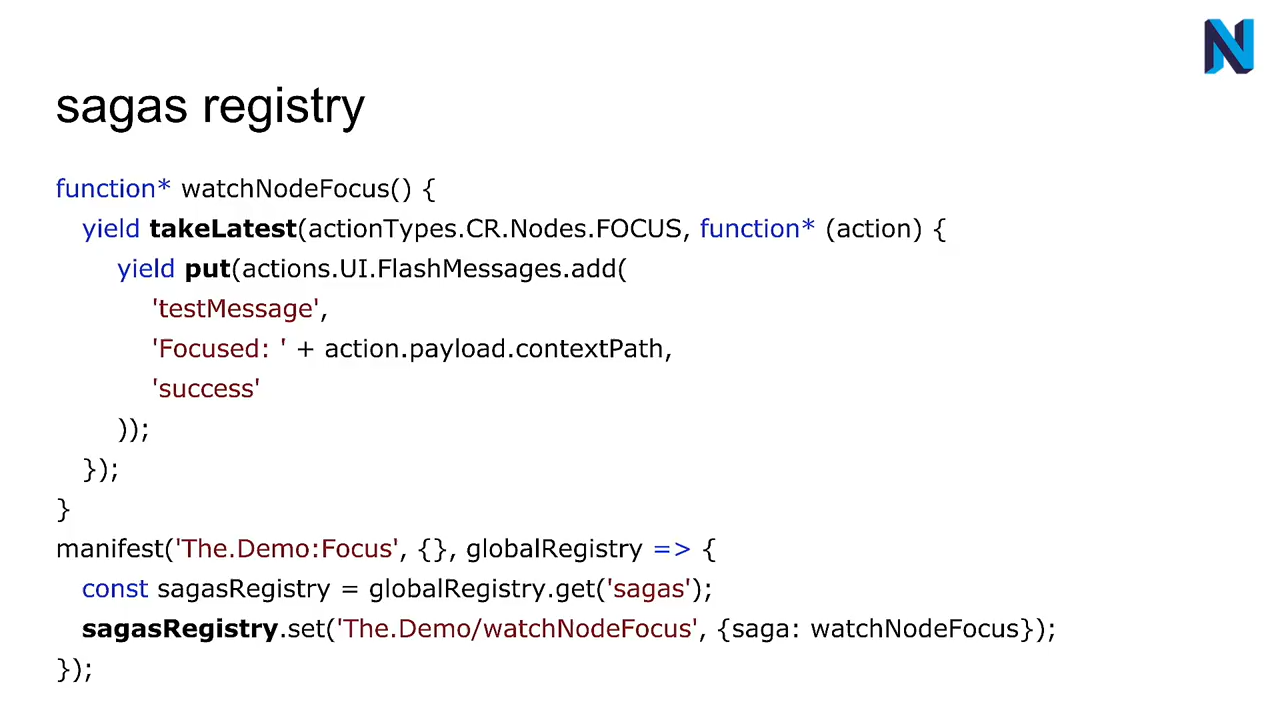 sagas registry
function* watchNodeFocus() {
yield takeLatest(actionTypes.CR.Nodes.FOCUS, function* (action) {
yield put(actions.UI.FlashMessages.add(
'testMessage',
'Focused: ' + action.payload.contextPath,
'success'
));
});
}
manifest('The.Demo:Focus', {}, globalRegistry => {
const sagasRegistry = globalRegistry.get('sagas');
sagasRegistry.set('The.Demo/watchNodeFocus', {saga: watchNodeFocus});
});